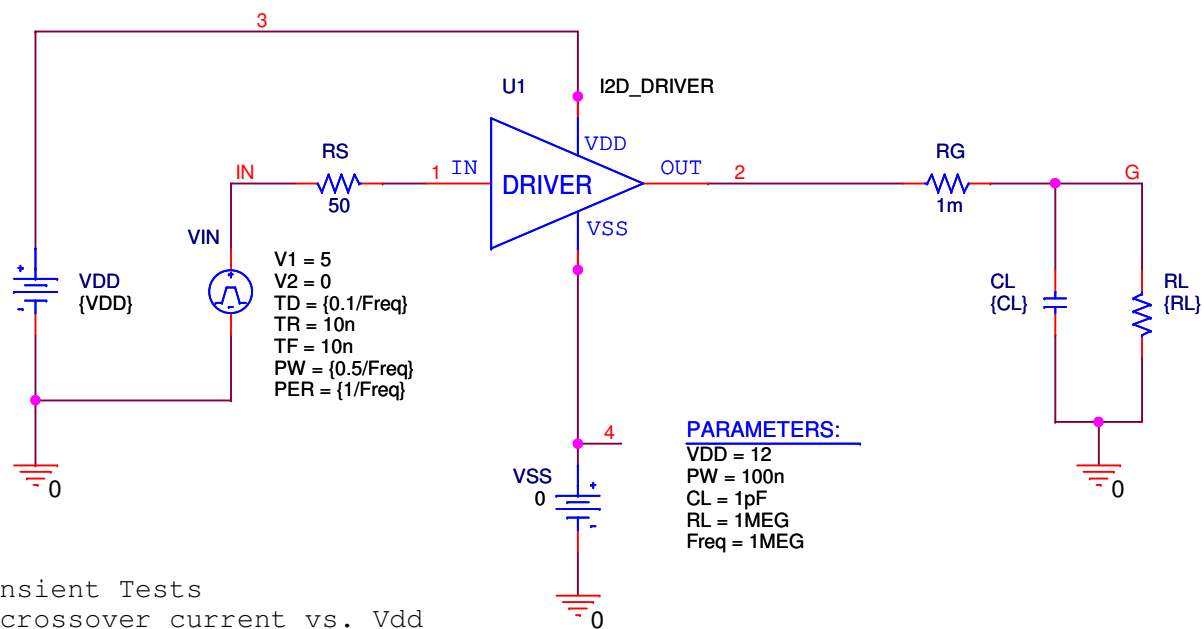 3
U1
I2D_DRIVER
VDD
RS
IN
1
IN
DRIVER
OUT
2
RG
G
50
1m
VSS
VIN
V1 = 5
V2 = 0
TD = {0.1/Freq}
TR = 10n
TF = 10n
PW = {0.5/Freq}
PER = {1/Freq}
+
VDD
{VDD}
-
+
-
CL
{CL}
RL
{RL}
4
PARAMETERS:
VDD = 12
PW = 100n
CL = 1pF
RL = 1MEG
Freq = 1MEG
VSS
0
+
-
0
0
0
nsient Tests
crossover current vs. Vdd